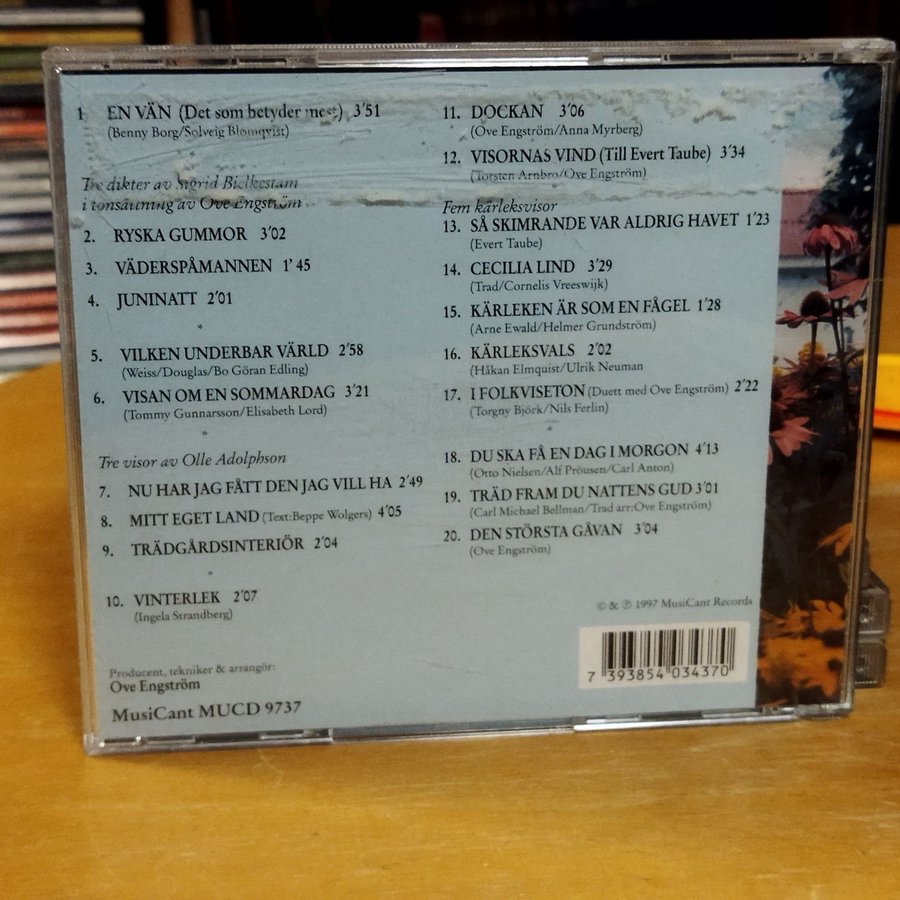 1 EN VÄN (Det som betyder mest) 3'51
(Benny Borg/Solveig Blomqvist)
*
Tre dikter av Sigrid Bielkestam
i tonsättning av Ove Engström
2. RYSKA GUMMOR 3'02
3. VÄDERSPÅMANNEN 1'45
4. JUNINATT 2'01
*
5. VILKEN UNDERBAR VÄRLD 2'58
(Weiss/Douglas/Bo Göran Edling)
6. VISAN OM EN SOMMARDAG 3'21
(Tommy Gunnarsson/Elisabeth Lord)
*
Tre visor av Olle Adolphson
7. NU HAR JAG FÅTT DEN JAG VILL HA 2'49
8. MITT EGET LAND (Text:Beppe Wolgers) 4'05
9. TRÄDGÅRDSINTERIÖR 2'04
*
10. VINTERLEK 2'07
(Ingela Strandberg)
Producent, tekniker & arrangör:
Ove Engström
MusiCant MUCD 9737
11. DOCKAN 3'06
(Ove Engström/Anna Myrberg)
12. VISORNAS VIND (Till Evert Taube) 3'34
(Torsten Arnbro/Ove Engström)
Fem kärleksvisor
13. SÅ SKIMRANDE VAR ALDRIG HAVET 1'23
(Evert Taube)
14. CECILIA LIND 3'29
(Trad/Cornelis Vreeswijk)
15. KÄRLEKEN ÄR SOM EN FÅGEL 1'28
(Arne Ewald/Helmer Grundström)
16. KÄRLEKSVALS 2'02
(Håkan Elmquist/Ulrik Neuman
17. I FOLKVISETON (Duett med Ove Engström) 2'22
(Torgny Björk/Nils Ferlin)
*
18. DU SKA FÅ EN DAG I MORGON 4'13
(Otto Nielsen/Alf Pröusen/Carl Anton)
19. TRÄD FRAM DU NATTENS GUD 3'01
(Carl Michael Bellman/Trad arr:Ove Engström)
20. DEN STÖRSTA GÅVAN 3'04
(Ove Engström)
© & ℗ 1997 MusiCant Records
7 393854 034370